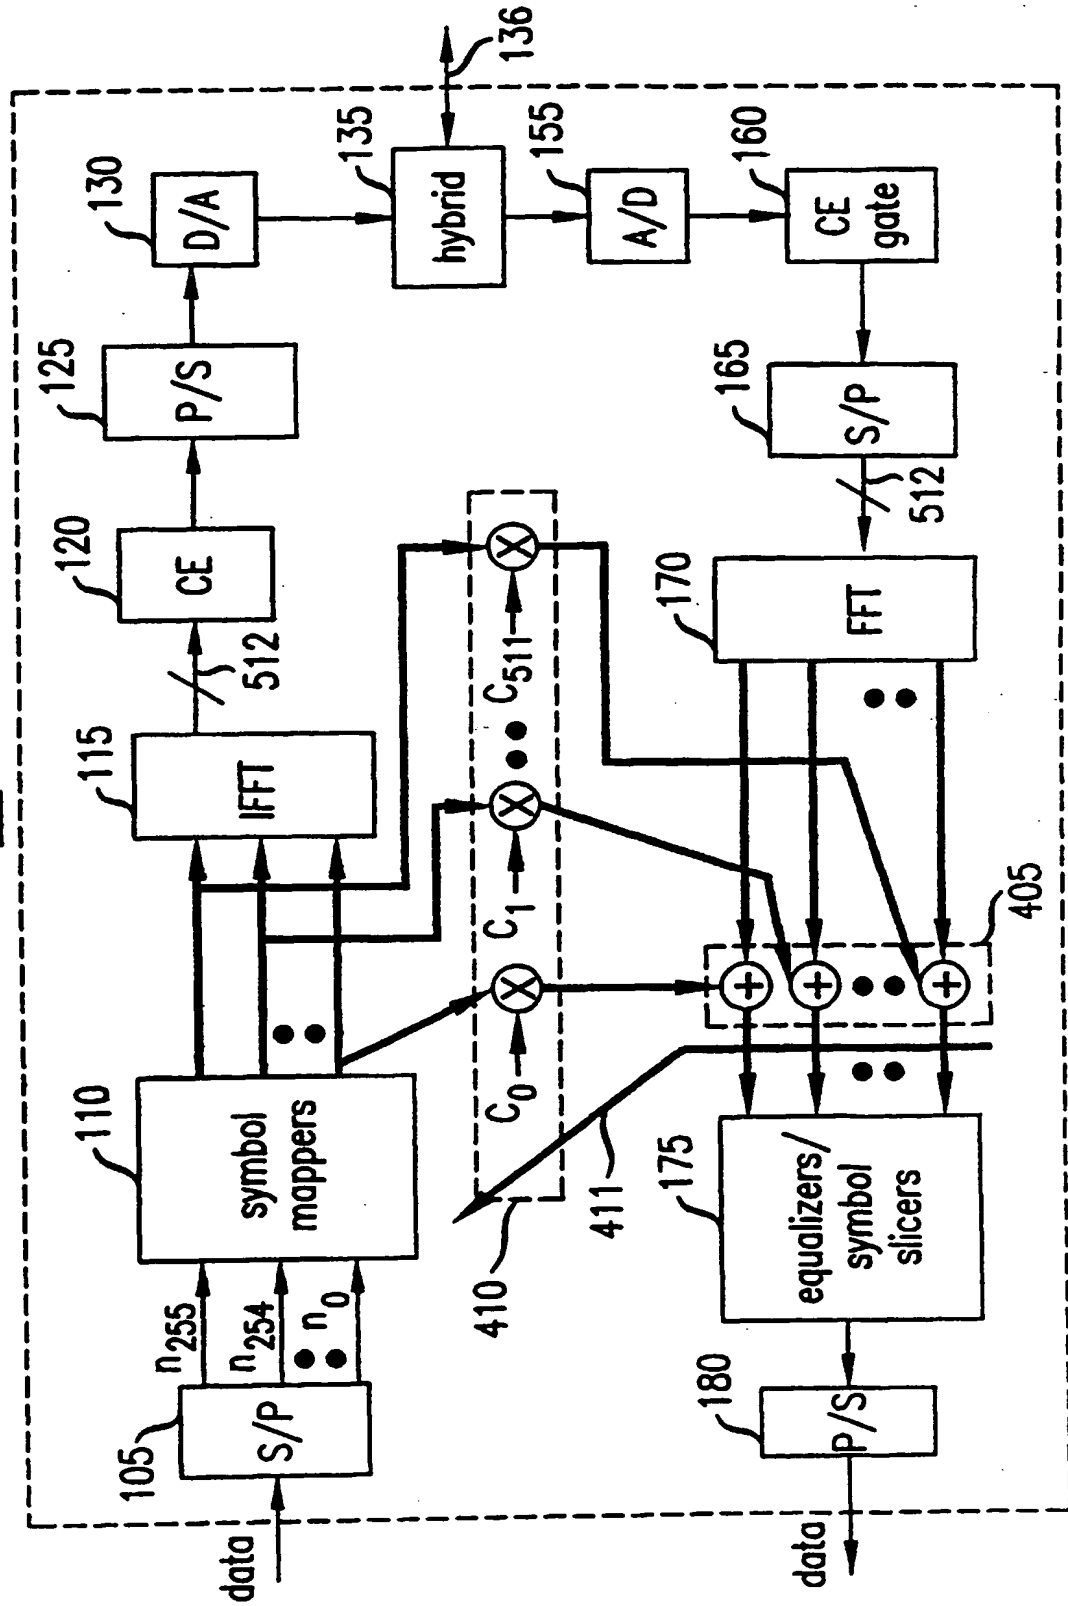 data
105
S/P
n255
n254
n0
110
symbol
mappers
115
IFFT
512
120
CE
125
P/S
130
D/A
135
hybrid
136
155
A/D
160
CE
gate
165
S/P
512
170
FFT
410
C0
C1
C511
411
405
175
equalizers/
symbol
slicers
180
P/S
data